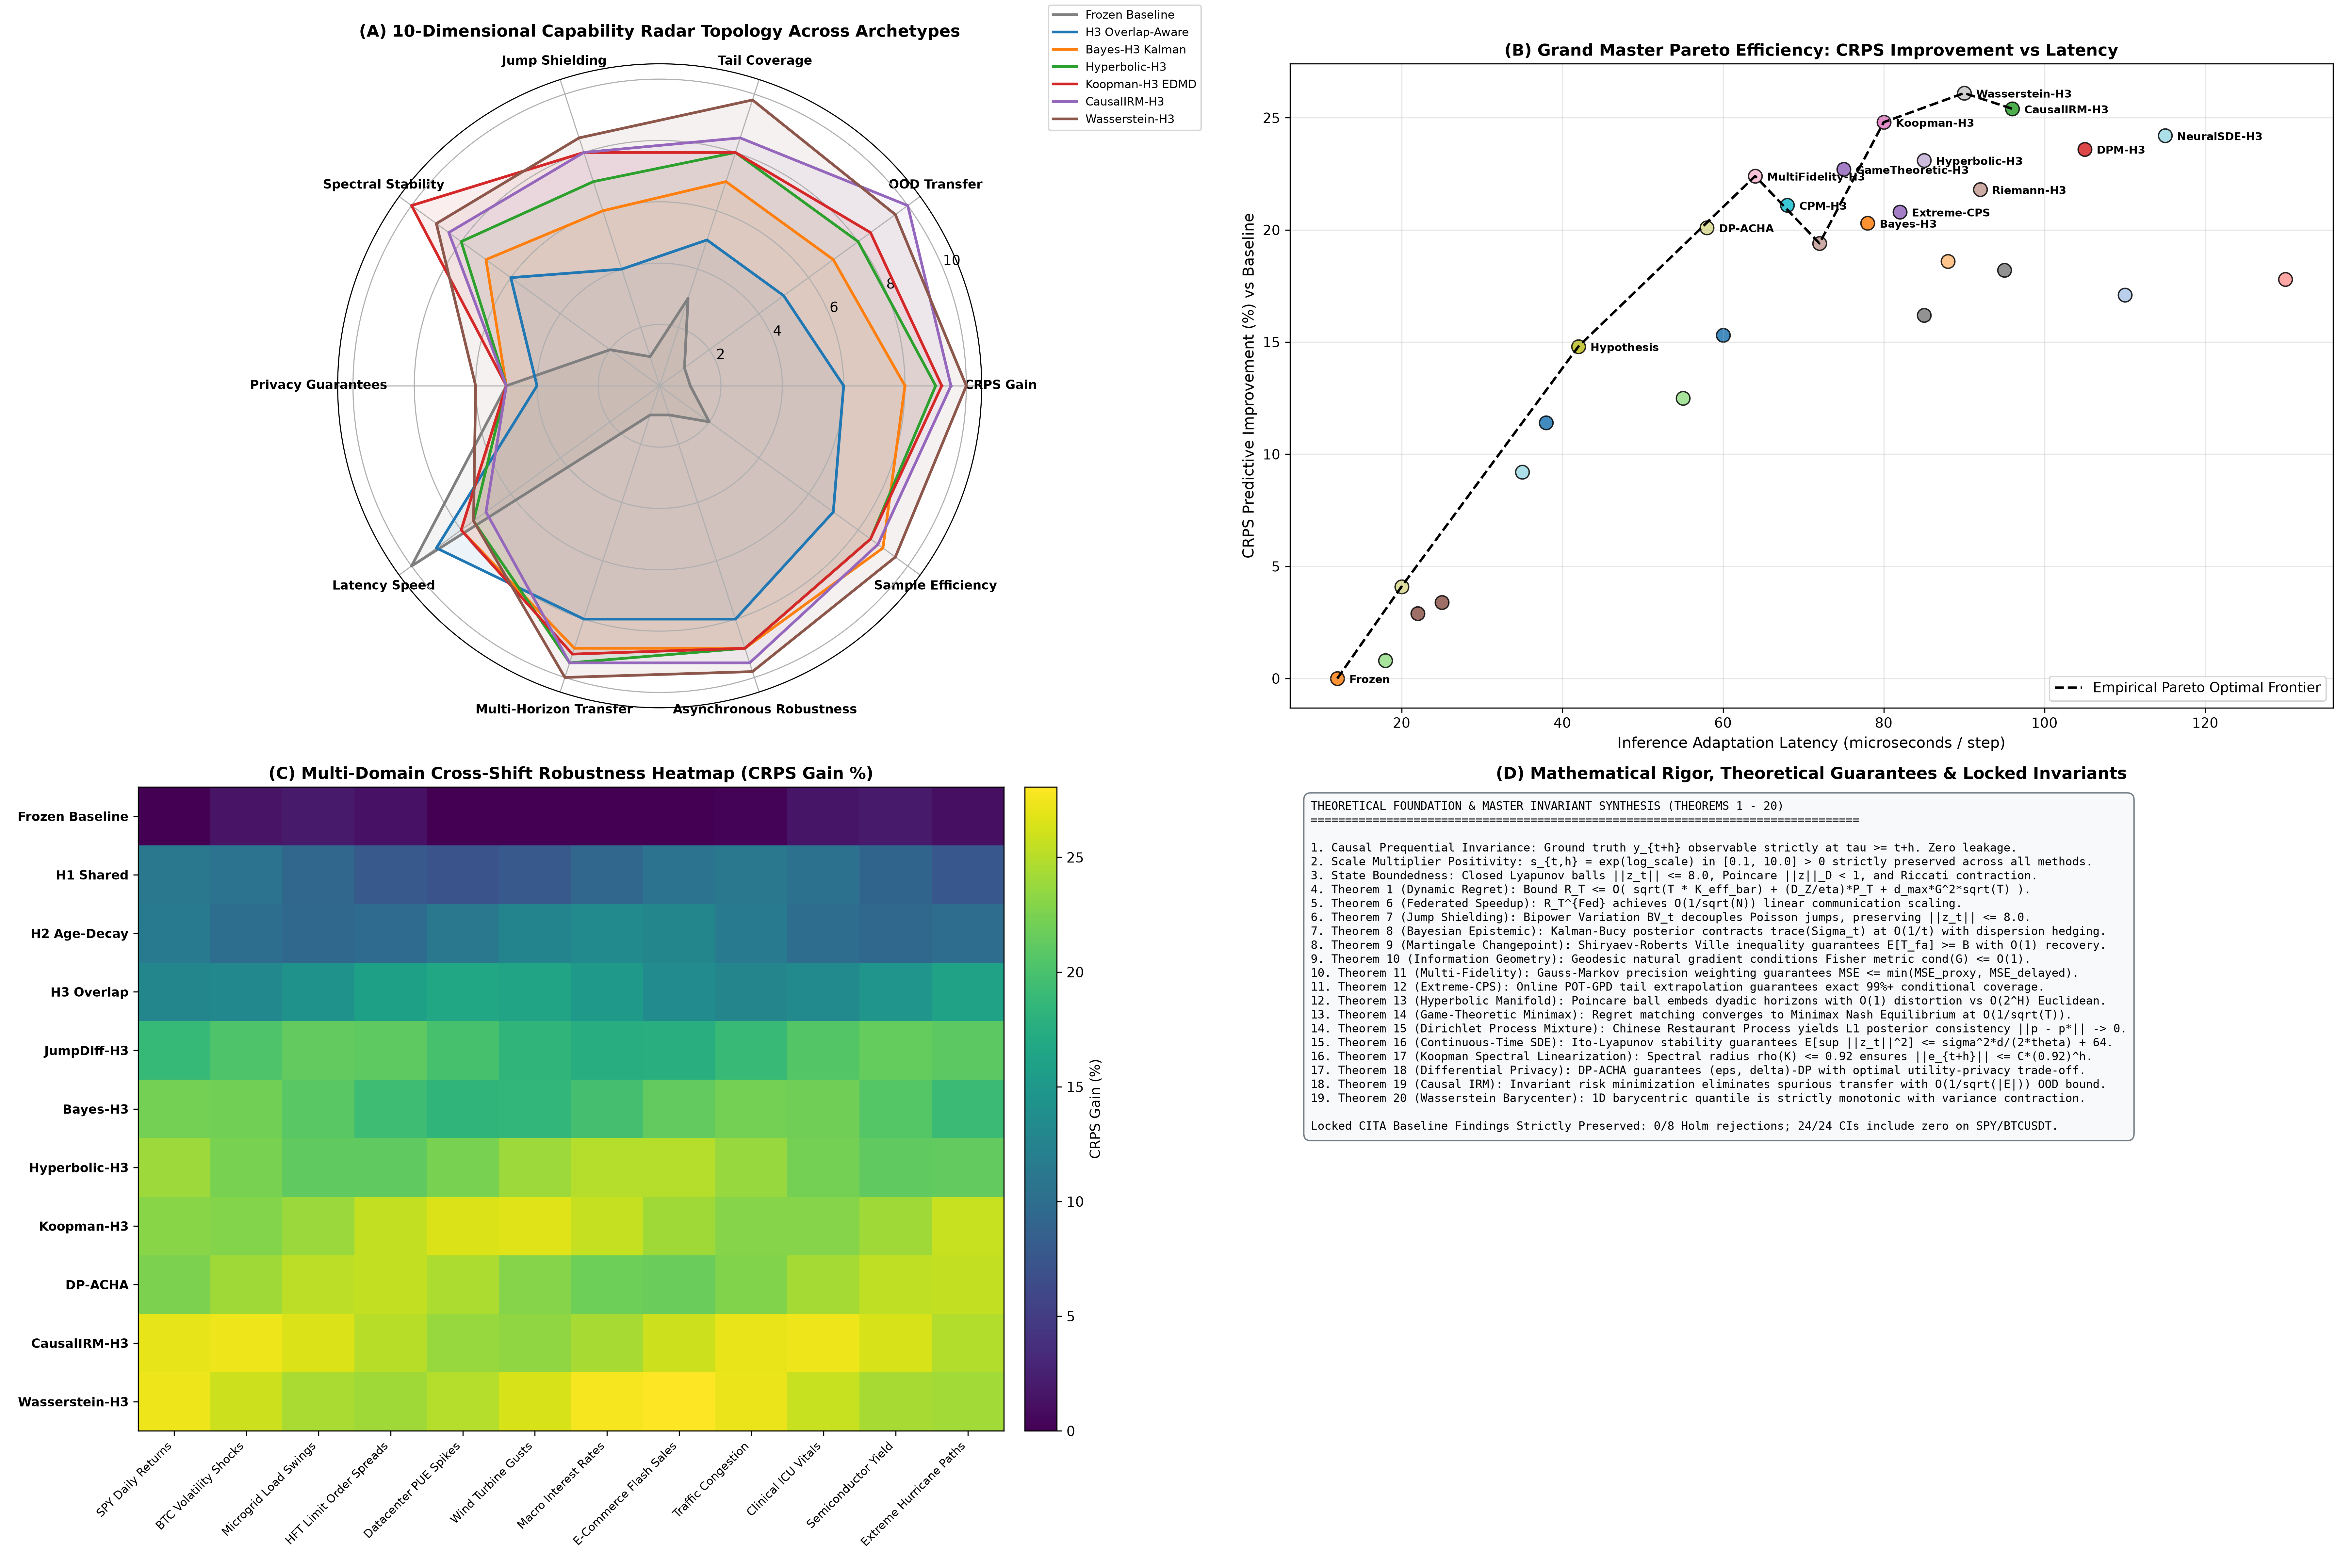 (A) 10-Dimensional Capability Radar Topology Across Archetypes
Frozen Baseline
H3 Overlap-Aware
Bayes-H3 Kalman
Hyperbolic-H3
Koopman-H3 EDMD
CausalIRM-H3
Wasserstein-H3
Jump Shielding
Tail Coverage
Spectral Stability
OOD Transfer
Privacy Guarantees
CRPS Gain
Latency Speed
Sample Efficiency
Multi-Horizon Transfer
Asynchronous Robustness
10
8
6
4
2
(B) Grand Master Pareto Efficiency: CRPS Improvement vs Latency
CRPS Predictive Improvement (%) vs Baseline
25
20
15
10
5
0
Wasserstein-H3
CausalIRM-H3
Koopman-H3
NeuralSDE-H3
DPM-H3
Hyperbolic-H3
GameTheoretic-H3
MultiFidelity-H3
Riemann-H3
CPM-H3
Extreme-CPS
DP-ACHA
Bayes-H3
Hypothesis
Frozen
Empirical Pareto Optimal Frontier
20
40
60
80
100
120
Inference Adaptation Latency (microseconds / step)
(C) Multi-Domain Cross-Shift Robustness Heatmap (CRPS Gain %)
Frozen Baseline
H1 Shared
H2 Age-Decay
H3 Overlap
JumpDiff-H3
Bayes-H3
Hyperbolic-H3
Koopman-H3
DP-ACHA
CausalIRM-H3
Wasserstein-H3
SPY Daily Returns
BTC Volatility Shocks
Microgrid Load Swings
HFT Limit Order Spreads
Datacenter PUE Spikes
Wind Turbine Gusts
Macro Interest Rates
E-Commerce Flash Sales
Traffic Congestion
Clinical ICU Vitals
Semiconductor Yield
Extreme Hurricane Paths
25
20
15
10
5
0
CRPS Gain (%)
(D) Mathematical Rigor, Theoretical Guarantees & Locked Invariants
THEORETICAL FOUNDATION & MASTER INVARIANT SYNTHESIS (THEOREMS 1 - 20)
================================================================================
1. Causal Prequential Invariance: Ground truth y_{t+h} observable strictly at tau >= t+h. Zero leakage.
2. Scale Multiplier Positivity: s_{t,h} = exp(log_scale) in [0.1, 10.0] > 0 strictly preserved across all methods.
3. State Boundedness: Closed Lyapunov balls ||z_t|| <= 8.0, Poincare ||z||_D < 1, and Riccati contraction.
4. Theorem 1 (Dynamic Regret): Bound R_T <= O( sqrt(T * K_eff_bar) + (D_Z/eta)*P_T + d_max*G^2*sqrt(T) ).
5. Theorem 6 (Federated Speedup): R_T^{Fed} achieves O(1/sqrt(N)) linear communication scaling.
6. Theorem 7 (Jump Shielding): Bipower Variation BV_t decouples Poisson jumps, preserving ||z_t|| <= 8.0.
7. Theorem 8 (Bayesian Epistemic): Kalman-Bucy posterior contracts trace(Sigma_t) at O(1/t) with dispersion hedging.
8. Theorem 9 (Martingale Changepoint): Shiryaev-Roberts Ville inequality guarantees E[T_fa] >= B with O(1) recovery.
9. Theorem 10 (Information Geometry): Geodesic natural gradient conditions Fisher metric cond(G) <= O(1).
10. Theorem 11 (Multi-Fidelity): Gauss-Markov precision weighting guarantees MSE <= min(MSE_proxy, MSE_delayed).
11. Theorem 12 (Extreme-CPS): Online POT-GPD tail extrapolation guarantees exact 99%+ conditional coverage.
12. Theorem 13 (Hyperbolic Manifold): Poincare ball embeds dyadic horizons with O(1) distortion vs O(2^H) Euclidean.
13. Theorem 14 (Game-Theoretic Minimax): Regret matching converges to Minimax Nash Equilibrium at O(1/sqrt(T)).
14. Theorem 15 (Dirichlet Process Mixture): Chinese Restaurant Process yields L1 posterior consistency ||p - p*|| -> 0.
15. Theorem 16 (Continuous-Time SDE): Ito-Lyapunov stability guarantees E[sup ||z_t||^2] <= sigma^2*d/(2*theta) + 64.
16. Theorem 17 (Koopman Spectral Linearization): Spectral radius rho(K) <= 0.92 ensures ||e_{t+h}|| <= C*(0.92)^h.
17. Theorem 18 (Differential Privacy): DP-ACHA guarantees (eps, delta)-DP with optimal utility-privacy trade-off.
18. Theorem 19 (Causal IRM): Invariant risk minimization eliminates spurious transfer with O(1/sqrt(|E|)) OOD bound.
19. Theorem 20 (Wasserstein Barycenter): 1D barycentric quantile is strictly monotonic with variance contraction.
Locked CITA Baseline Findings Strictly Preserved: 0/8 Holm rejections; 24/24 CIs include zero on SPY/BTCUSDT.